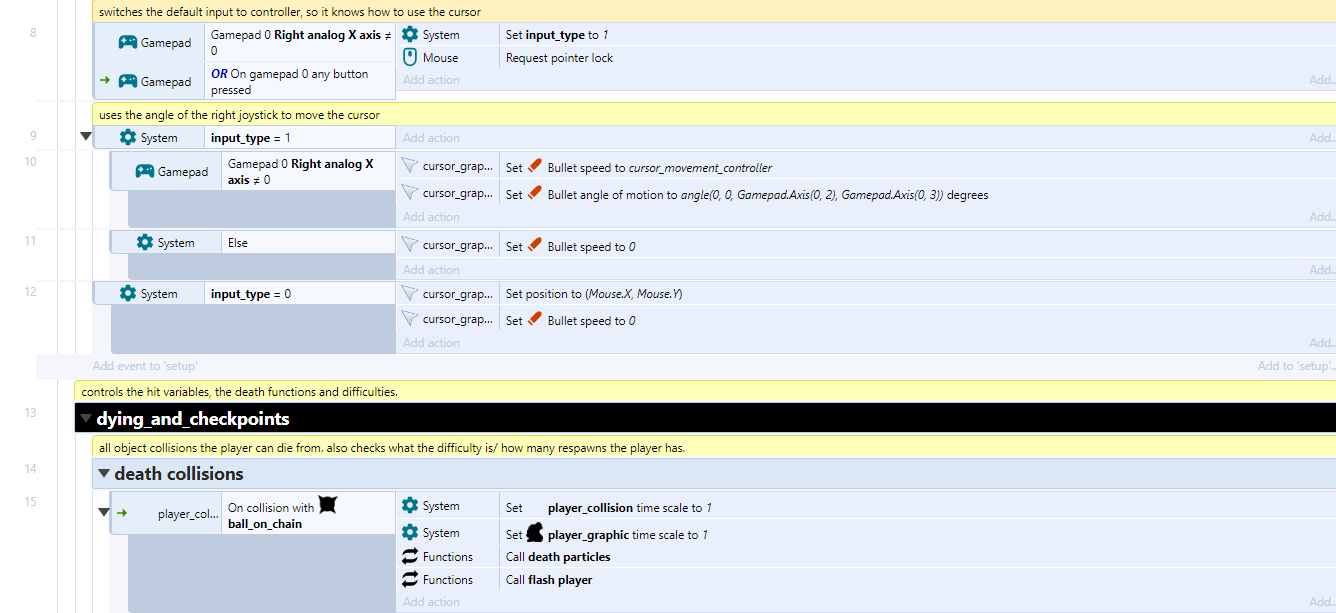 switches the default input to controller, so it knows how to use the cursor
8
Gamepad
Gamepad 0 Right analog X axis ≠
0
System
Set input_type to 1
Mouse
Request pointer lock
Gamepad
OR On gamepad 0 any button
pressed
Add action
Add...
uses the angle of the right joystick to move the cursor
9
System
input_type = 1
Add action
Add...
10
Gamepad
Gamepad 0 Right analog X
axis ≠ 0
cursor_grap...
Set Bullet speed to cursor_movement_controller
cursor_grap...
Set Bullet angle of motion to angle(0, 0, Gamepad.Axis(0, 2), Gamepad.Axis(0, 3)) degrees
Add action
Add...
11
System
Else
cursor_grap...
Set Bullet speed to 0
Add action
Add...
12
System
input_type = 0
cursor_grap...
Set position to (Mouse.X, Mouse.Y)
cursor_grap...
Set Bullet speed to 0
Add action
Add...
Add event to 'setup'
Add to 'setup'...
controls the hit variables, the death functions and difficulties.
13
dying_and_checkpoints
all object collisions the player can die from. also checks what the difficulty is/ how many respawns the player has.
14
death collisions
15
player_col...
On collision with
ball_on_chain
System
Set player_collision time scale to 1
System
Set player_graphic time scale to 1
Functions
Call death particles
Functions
Call flash player
Add action
Add...